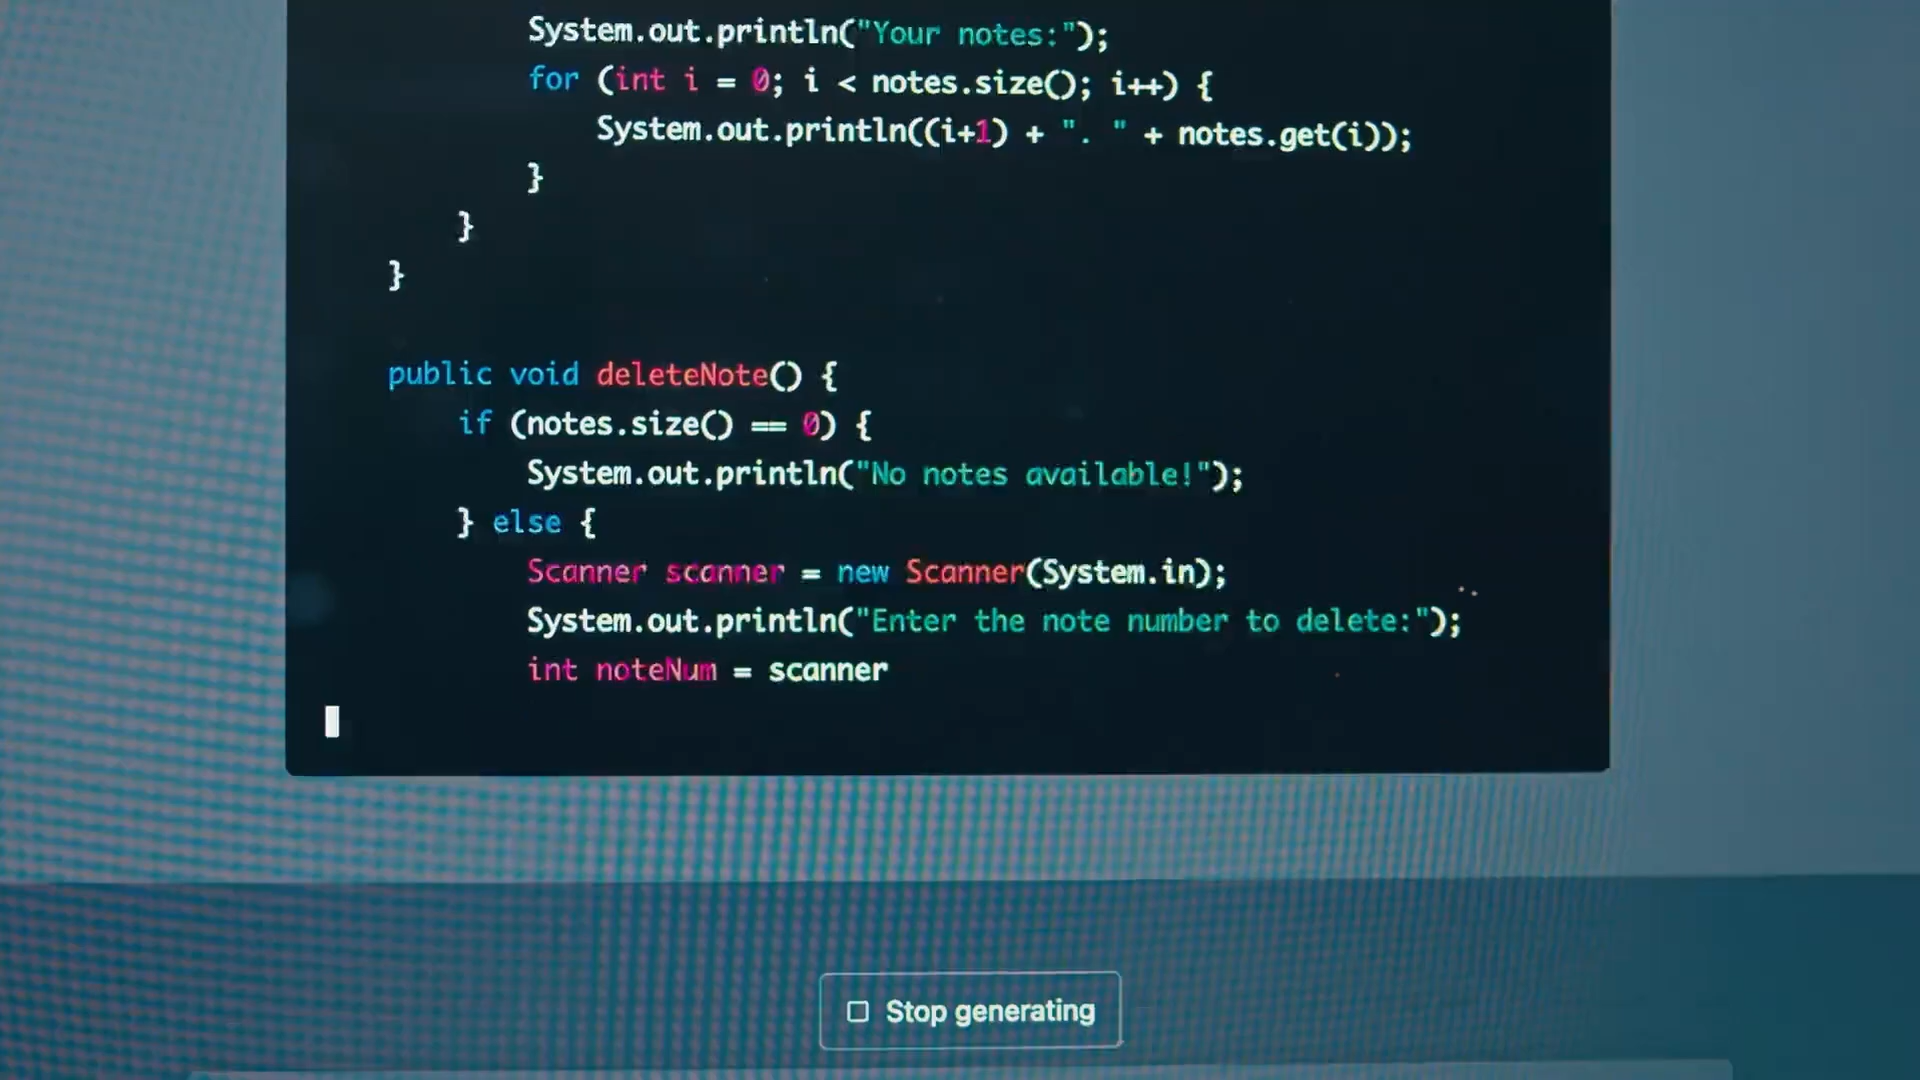 System.out.println("Your notes:");
for (int i = 0; i < notes.size(); i++) {
System.out.println((i+1) + ". " + notes.get(i));
}
}
}
public void deleteNote() {
if (notes.size() == 0) {
System.out.println("No notes available!");
} else {
Scanner scanner = new Scanner(System.in);
System.out.println("Enter the note number to delete:");
int noteNum = scanner
Stop generating